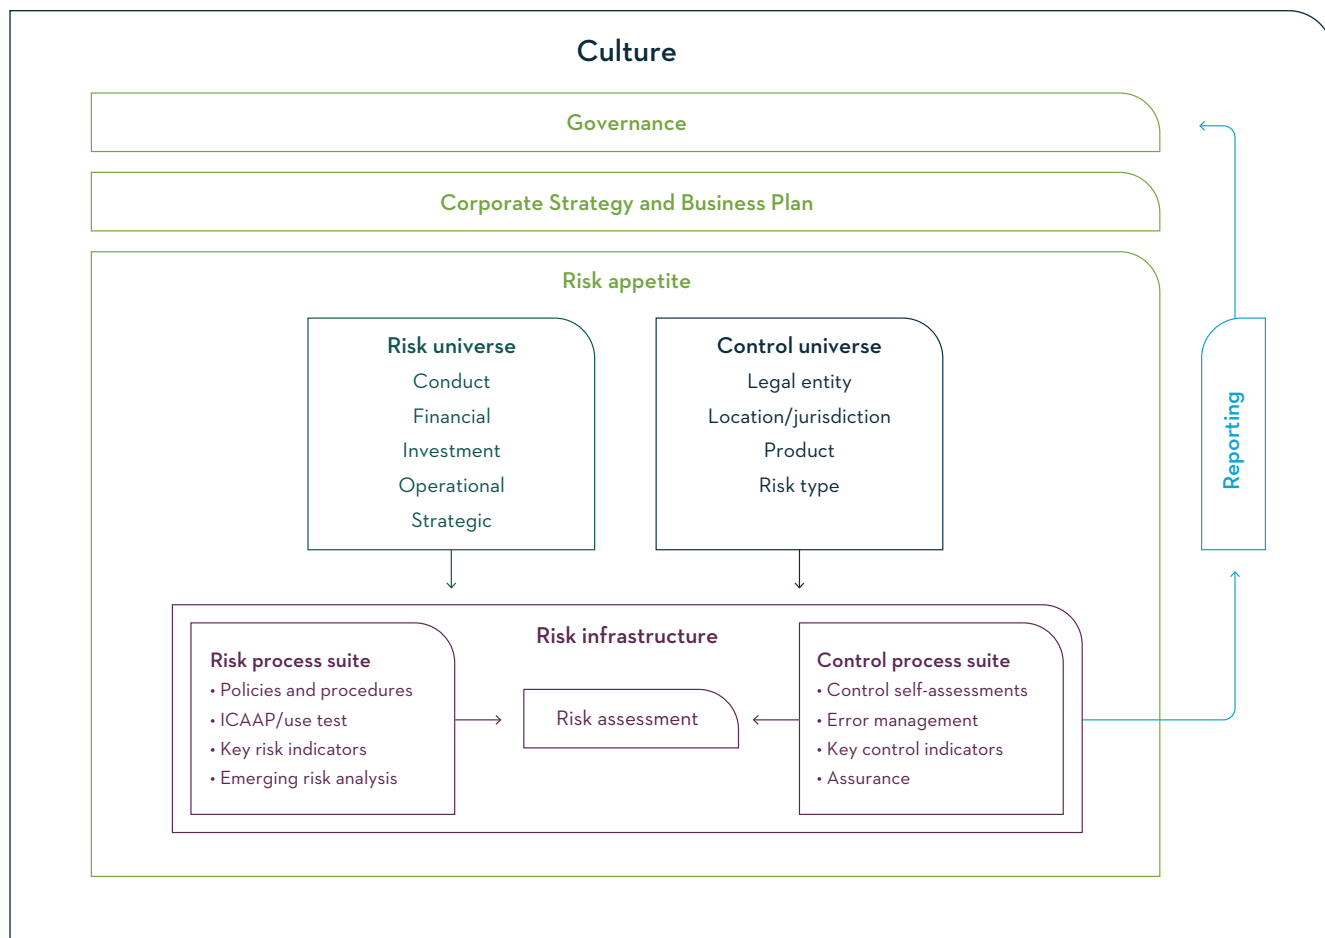 Culture
Governance
Corporate Strategy and Business Plan
Risk appetite
Risk universe
Conduct
Financial
Investment
Operational
Strategic
Control universe
Legal entity
Location/jurisdiction
Product
Risk type
Reporting
Risk infrastructure
Risk process suite
• Policies and procedures
• ICAAP/use test
• Key risk indicators
• Emerging risk analysis
Risk assessment
Control process suite
• Control self-assessments
• Error management
• Key control indicators
• Assurance